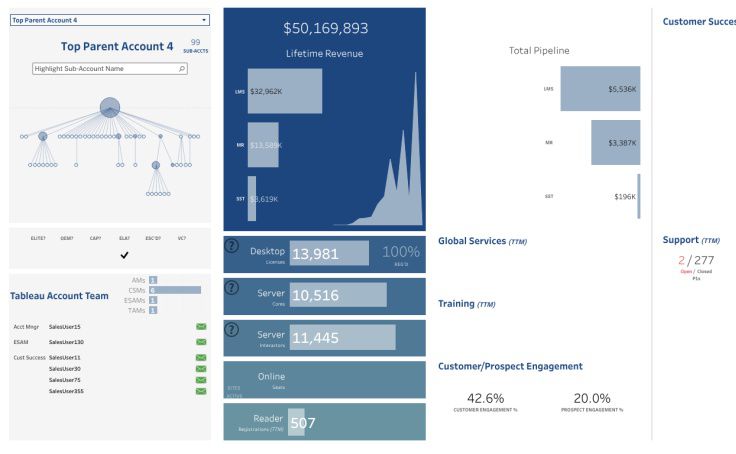 Top Parent Account 4
Top Parent Account 4
99
SUB-ACCTS
Highlight Sub-Account Name
ELITE? OEM? CAP? ELA? ESC'D? VC?
Tableau Account Team
AMs 1
CSMs 4
ESAMs 1
TAMs 1
Acct Mngr SalesUser15
ESAM SalesUser130
Cust Success SalesUser11
SalesUser30
SalesUser75
SalesUser355
$50,169,893
Lifetime Revenue
LMS $32,962K
MR $13,589K
SST $3,619K
? Desktop
Licenses
13,981
100%
REG'D
? Server
Cores
10,516
? Server
Interactors
11,445
Online
Seats
SITES
ACTIVE
Reader
Registrations (TTM)
507
Total Pipeline
LMS $5,536K
MR $3,387K
SST $196K
Global Services (TTM)
Training (TTM)
Customer/Prospect Engagement
42.6%
CUSTOMER ENGAGEMENT %
20.0%
PROSPECT ENGAGEMENT %
Customer Succes
Support (TTM)
2 / 277
Open / Closed
P1s